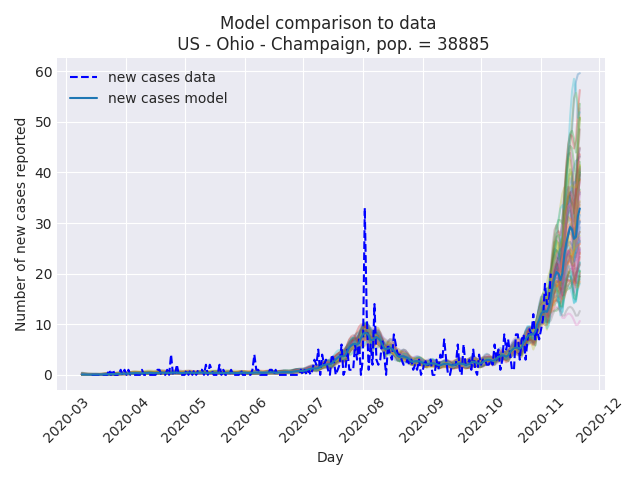 Model comparison to data
US - Ohio - Champaign, pop. = 38885
new cases data
new cases model
Number of new cases reported
60
50
40
30
20
10
0
2020-03
2020-04
2020-05
2020-06
2020-07
2020-08
2020-09
2020-10
2020-11
2020-12
Day